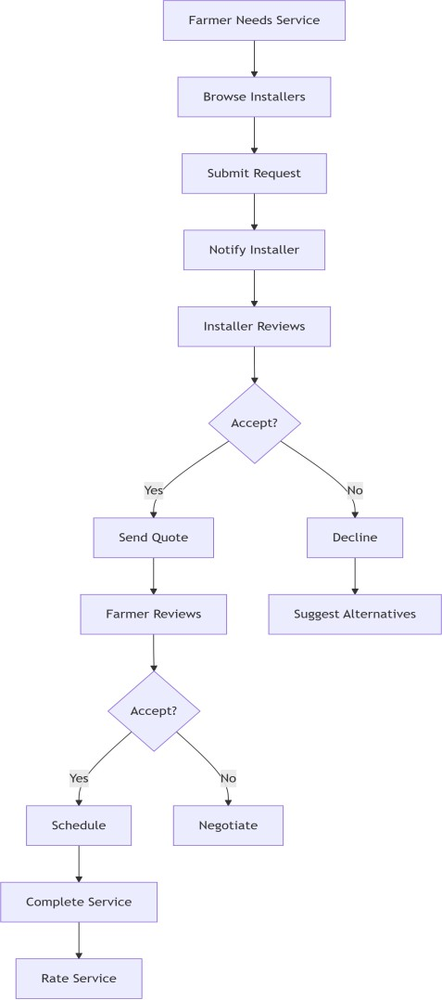 Farmer Needs Service
Browse Installers
Submit Request
Notify Installer
Installer Reviews
Accept?
Yes
No
Send Quote
Decline
Farmer Reviews
Suggest Alternatives
Accept?
Yes
No
Schedule
Negotiate
Complete Service
Rate Service